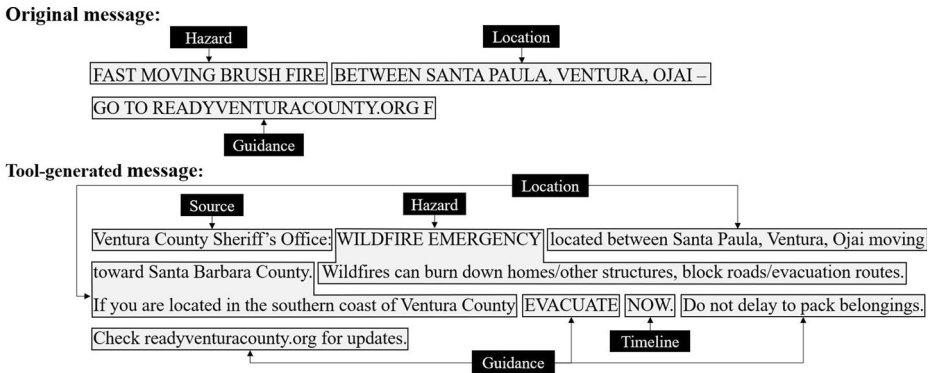 Original message:
Hazard
Location
FAST MOVING BRUSH FIRE BETWEEN SANTA PAULA, VENTURA, OJAI –
GO TO READYVENTURACOUNTY.ORG F
Guidance
Tool-generated message:
Location
Source
Hazard
Ventura County Sheriff's Office: WILDFIRE EMERGENCY located between Santa Paula, Ventura, Ojai moving
toward Santa Barbara County. Wildfires can burn down homes/other structures, block roads/evacuation routes.
If you are located in the southern coast of Ventura County EVACUATE NOW. Do not delay to pack belongings.
Check readyventuracounty.org for updates.
Timeline
Guidance